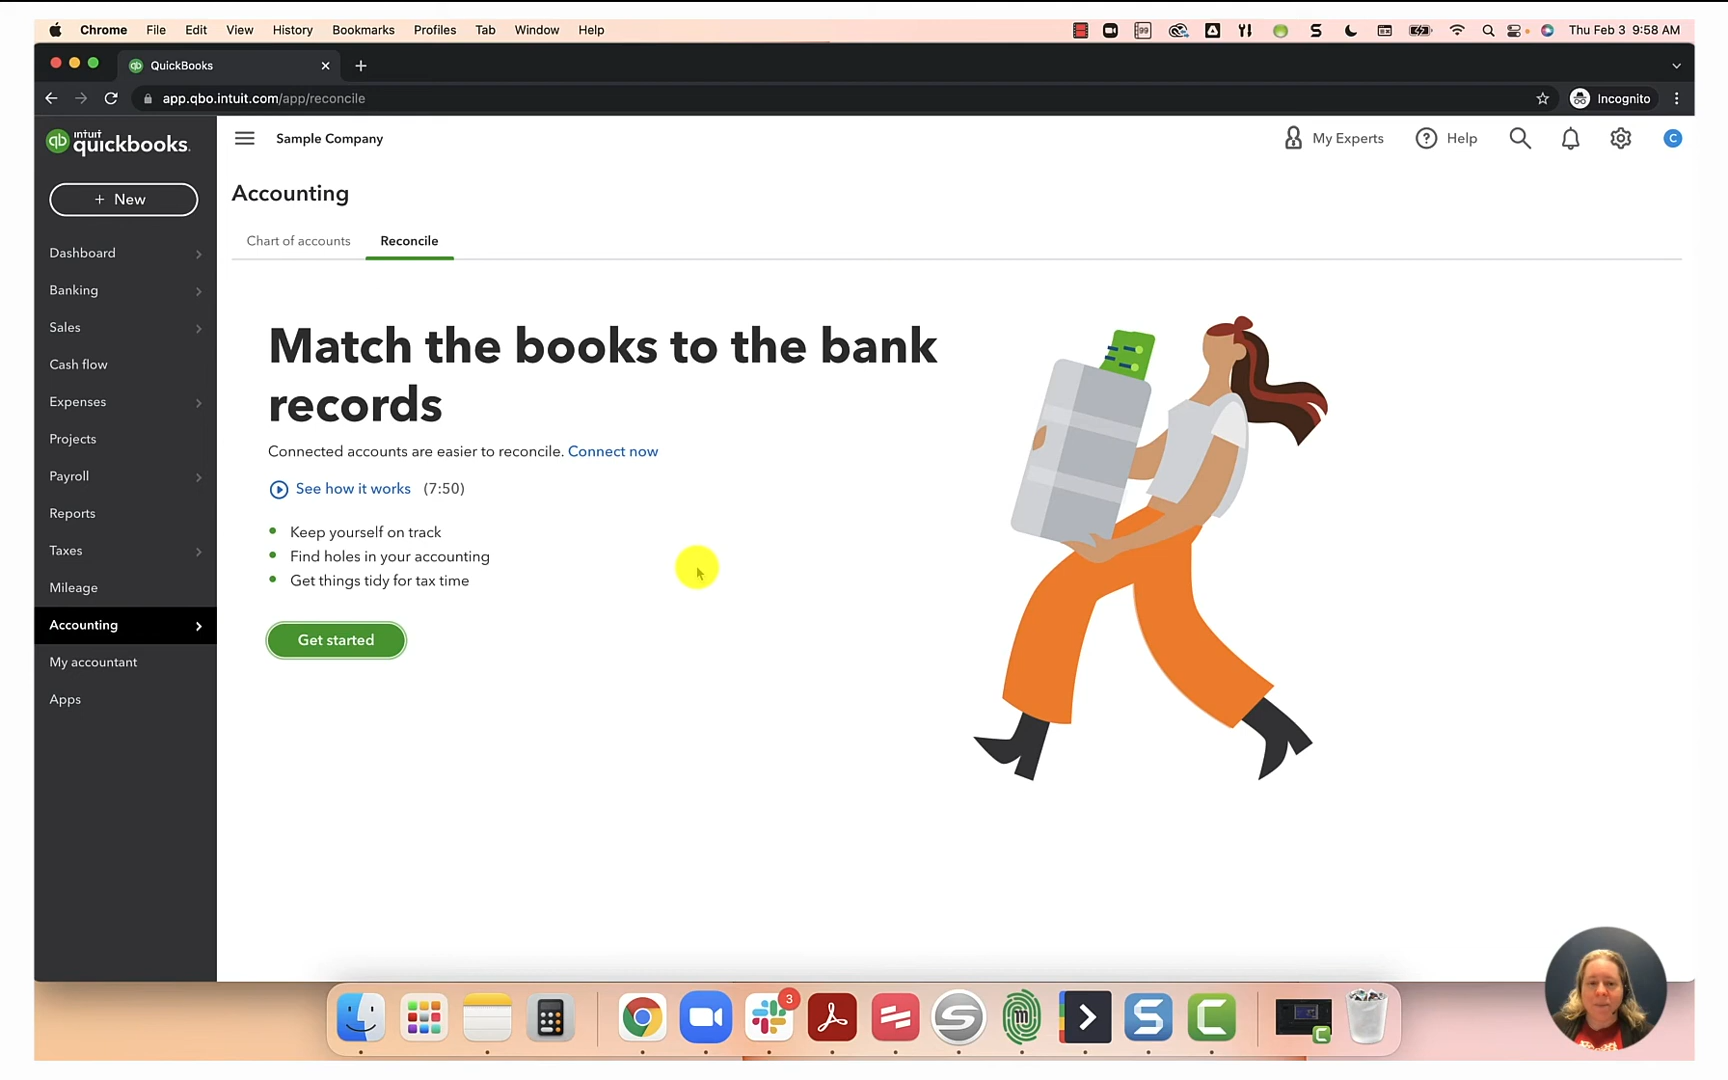 Chrome File Edit View History Bookmarks Profiles Tab Window Help Thu Feb 3 9:58 AM
QuickBooks
app.qbo.intuit.com/app/reconcile Incognito
intuit quickbooks.
Sample Company My Experts Help C
+ New
Accounting
Chart of accounts Reconcile
Dashboard
Banking
Sales
Cash flow
Expenses
Projects
Payroll
Reports
Taxes
Mileage
Accounting
My accountant
Apps
Match the books to the bank
records
Connected accounts are easier to reconcile. Connect now
See how it works (7:50)
Keep yourself on track
Find holes in your accounting
Get things tidy for tax time
Get started
3